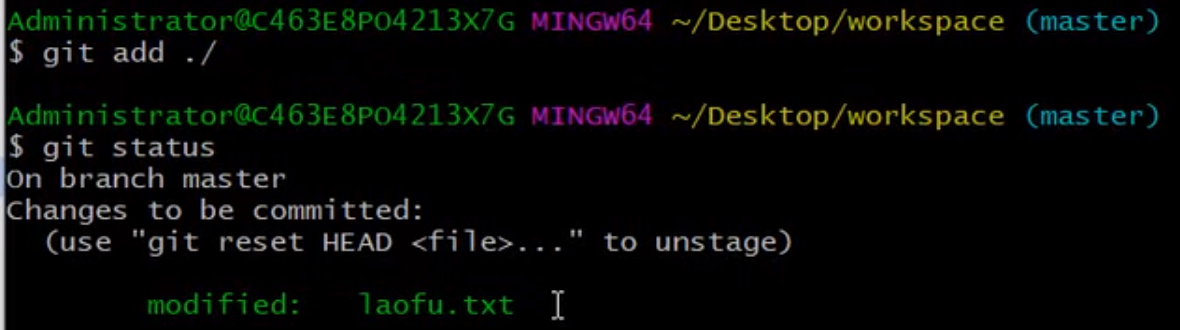 Administrator@C463E8PO4213X7G MINGW64 ~/Desktop/workspace (master)
$ git add ./
Administrator@C463E8PO4213X7G MINGW64 ~/Desktop/workspace (master)
$ git status
On branch master
Changes to be committed:
(use "git reset HEAD <file>..." to unstage)
modified: laofu.txt